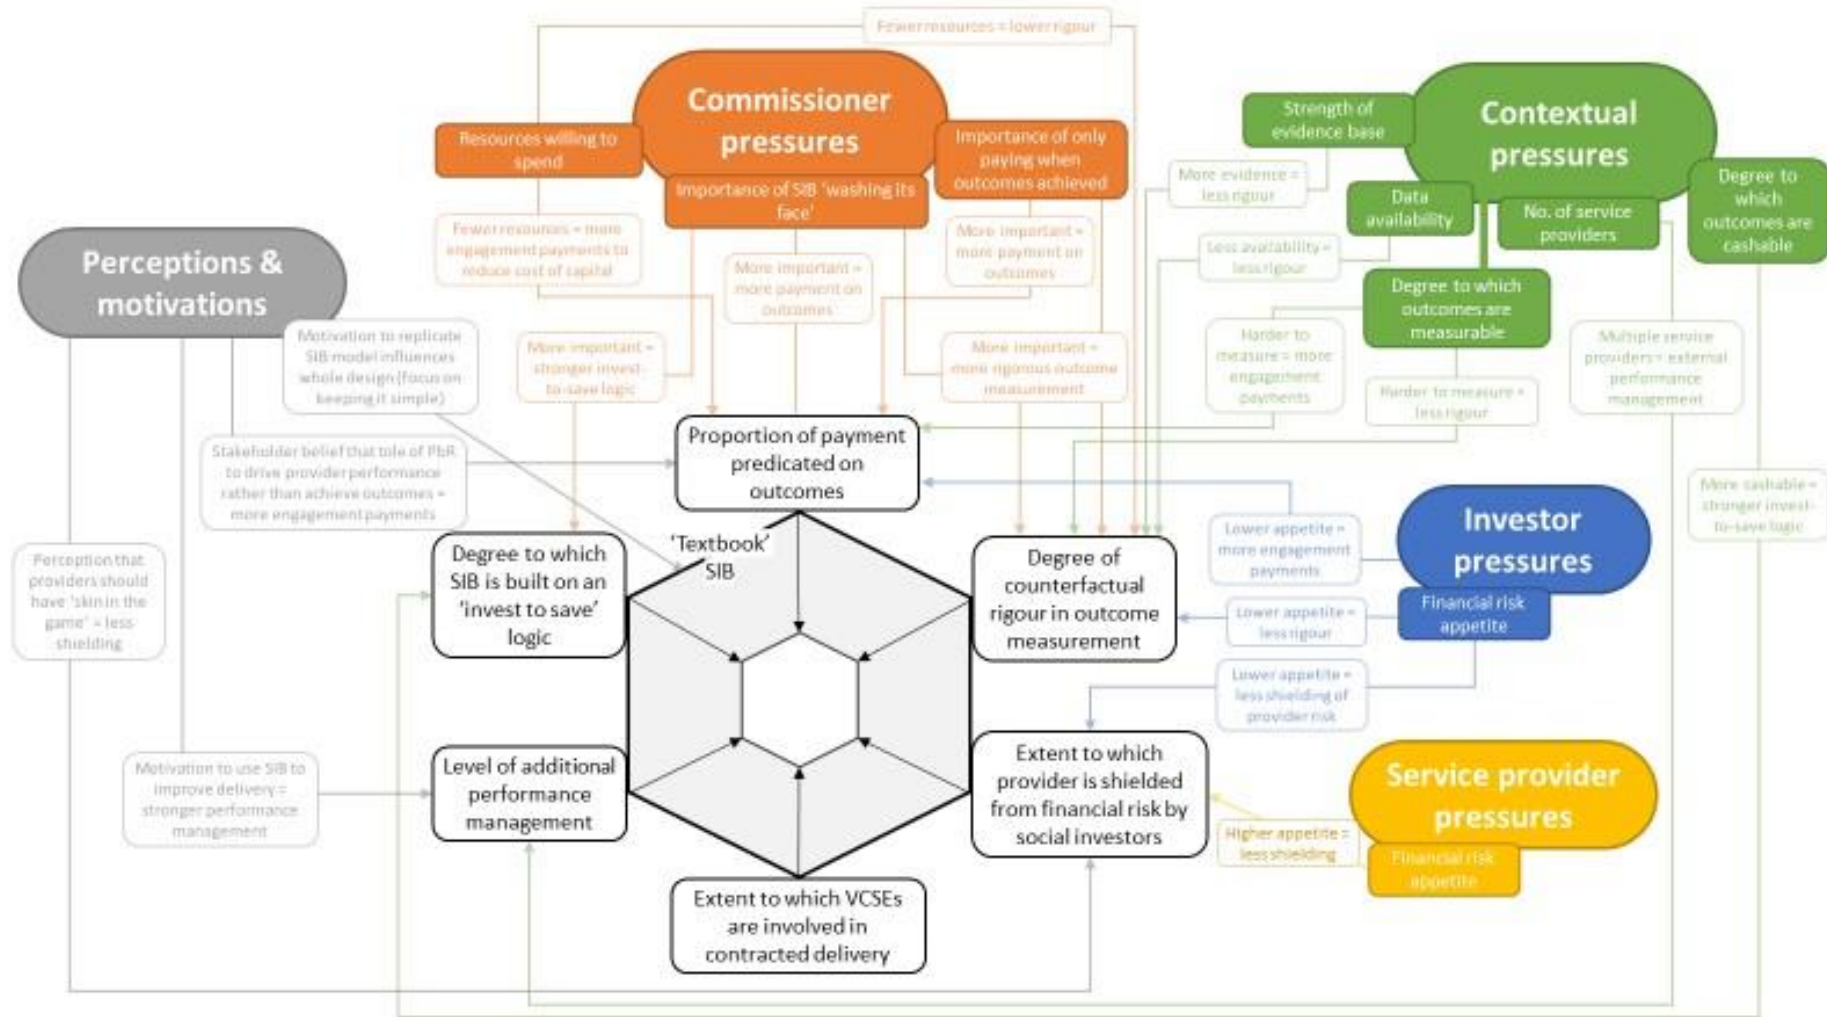 Fewer resources = lower rigour
Commissioner
pressures
Resources willing to
spend
Importance of SIB ‘washing its
face’
Importance of only
paying when
outcomes achieved
Fewer resources = more
engagement payments to
reduce cost of capital
More important =
more payment on
outcomes
More important =
more payment on
outcomes
More important =
stronger invest-
to-save logic
More important =
more rigorous outcome
measurement
Contextual
pressures
Strength of
evidence base
Data
availability
No. of service
providers
Degree to
which
outcomes are
cashable
Degree to which
outcomes are
measurable
More evidence =
less rigour
Less availability =
less rigour
Harder to
measure = more
engagement
payments
Harder to measure =
less rigour
Multiple service
providers = external
performance
management
More cashable =
stronger invest-
to-save logic
Perceptions &
motivations
Motivation to replicate
SIB model influences
whole design (focus on
keeping it simple)
Stakeholder belief that tole of PbR
to drive provider performance
rather than achieve outcomes =
more engagement payments
Perception that
providers should
have ‘skin in the
game’ = less
shielding
Motivation to use SIB to
improve delivery =
stronger performance
management
Proportion of payment
predicated on
outcomes
‘Textbook’
SIB
Degree to which
SIB is built on an
‘invest to save’
logic
Degree of
counterfactual
rigour in outcome
measurement
Level of additional
performance
management
Extent to which
provider is shielded
from financial risk by
social investors
Extent to which VCSEs
are involved in
contracted delivery
Investor
pressures
Financial risk
appetite
Lower appetite =
more engagement
payments
Lower appetite =
less rigour
Lower appetite =
less shielding of
provider risk
Service provider
pressures
Financial risk
appetite
Higher appetite =
less shielding